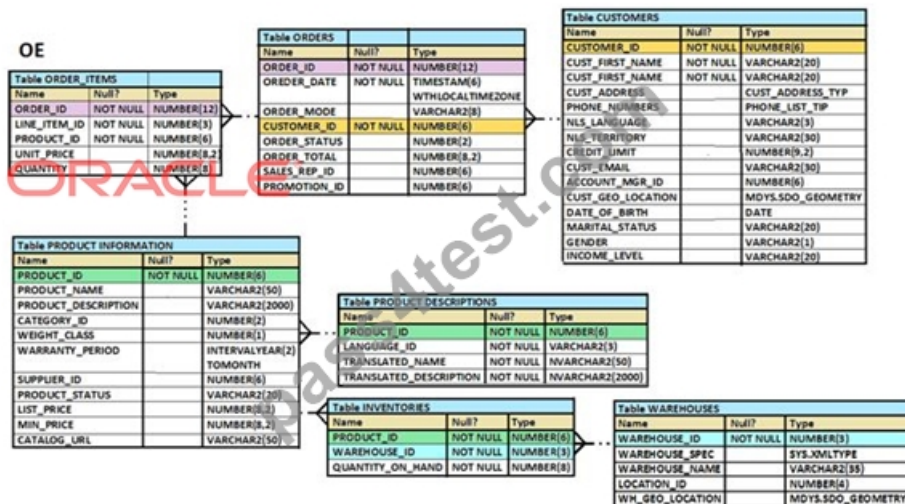 OE
Table ORDER_ITEMS
Name Null? Type
ORDER_ID NOT NULL NUMBER(12)
LINE_ITEM_ID NOT NULL NUMBER(3)
PRODUCT_ID NOT NULL NUMBER(6)
UNIT_PRICE NUMBER(8,2)
QUANTITY NUMBER(8)
ORACLE
Table ORDERS
Name Null? Type
ORDER_ID NOT NULL NUMBER(12)
OREDER_DATE NOT NULL TIMESTAM(6)
WTHLOCALTIMEZONE
ORDER_MODE VARCHAR2(8)
CUSTOMER_ID NOT NULL NUMBER(6)
ORDER_STATUS NUMBER(2)
ORDER_TOTAL NUMBER(8,2)
SALES_REP_ID NUMBER(6)
PROMOTION_ID NUMBER(6)
Table CUSTOMERS
Name Null? Type
CUSTOMER_ID NOT NULL NUMBER(6)
CUST_FIRST_NAME NOT NULL VARCHAR2(20)
CUST_FIRST_NAME NOT NULL VARCHAR2(20)
CUST_ADDRESS CUST_ADDRESS_TYP
PHONE_NUMBERS PHONE_LIST_TIP
NLS_LANGUAGE VARCHAR2(3)
NLS_TERRITORY VARCHAR2(30)
CREDIT_LIMIT NUMBER(9,2)
CUST_EMAIL VARCHAR2(30)
ACCOUNT_MGR_ID NUMBER(6)
CUST_GEO_LOCATION MDYS.SDO_GEOMETRY
DATE_OF_BIRTH DATE
MARITAL_STATUS VARCHAR2(20)
GENDER VARCHAR2(1)
INCOME_LEVEL VARCHAR2(20)
Table PRODUCT INFORMATION
Name Null? Type
PRODUCT_ID NOT NULL NUMBER(6)
PRODUCT_NAME VARCHAR2(50)
PRODUCT_DESCRIPTION VARCHAR2(2000)
CATEGORY_ID NUMBER(2)
WEIGHT_CLASS NUMBER(1)
WARRANTY_PERIOD INTERVALYEAR(2)
TOMONTH
SUPPLIER_ID NUMBER(6)
PRODUCT_STATUS VARCHAR2(20)
LIST_PRICE NUMBER(8,2)
MIN_PRICE NUMBER(8,2)
CATALOG_URL VARCHAR2(50)
Table PRODUCT DESCRIPTIONS
Name Null? Type
PRODUCT_ID NOT NULL NUMBER(6)
LANGUAGE_ID NOT NULL VARCHAR2(3)
TRANSLATED_NAME NOT NULL NVARCHAR2(50)
TRANSLATED_DESCRIPTION NOT NULL NVARCHAR2(2000)
Table INVENTORIES
Name Null? Type
PRODUCT_ID NOT NULL NUMBER(6)
WAREHOUSE_ID NOT NULL NUMBER(3)
QUANTITY_ON_HAND NOT NULL NUMBER(8)
Table WAREHOUSES
Name Null? Type
WAREHOUSE_ID NOT NULL NUMBER(3)
WAREHOUSE_SPEC SYS.XMLTYPE
WAREHOUSE_NAME VARCHAR2(35)
LOCATION_ID NUMBER(4)
WH_GEO_LOCATION MDYS.SDO_GEOMETRY
pass4test.com